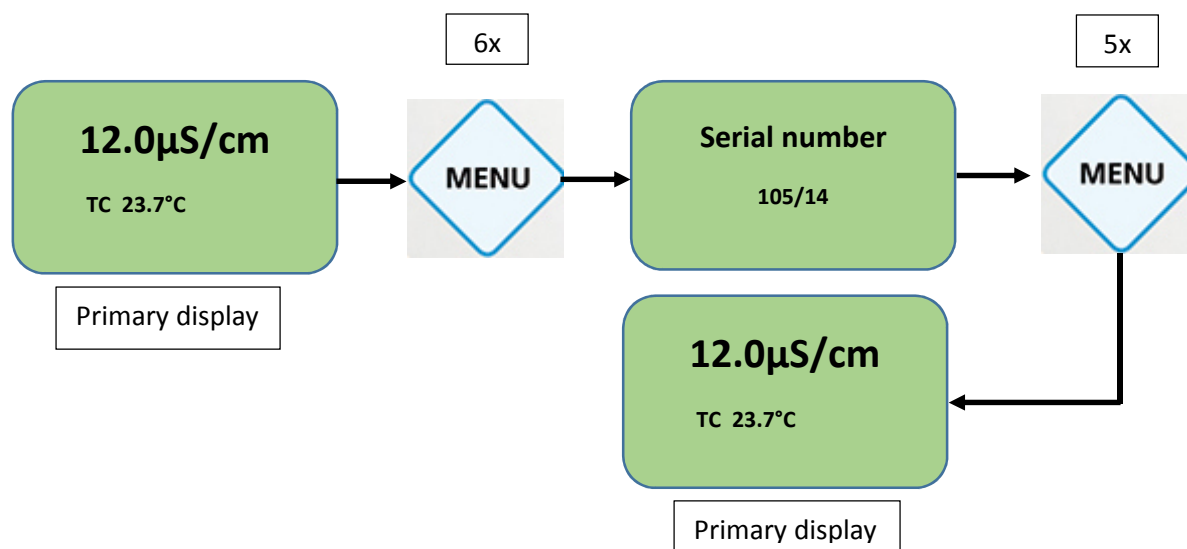 6x
5x
12.0µS/cm
TC 23.7°C
MENU
Serial number
105/14
MENU
Primary display
12.0µS/cm
TC 23.7°C
Primary display